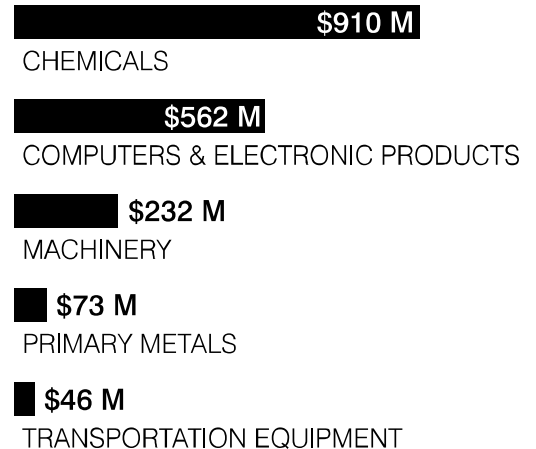 $910 M
CHEMICALS
$562 M
COMPUTERS & ELECTRONIC PRODUCTS
$232 M
MACHINERY
$73 M
PRIMARY METALS
$46 M
TRANSPORTATION EQUIPMENT